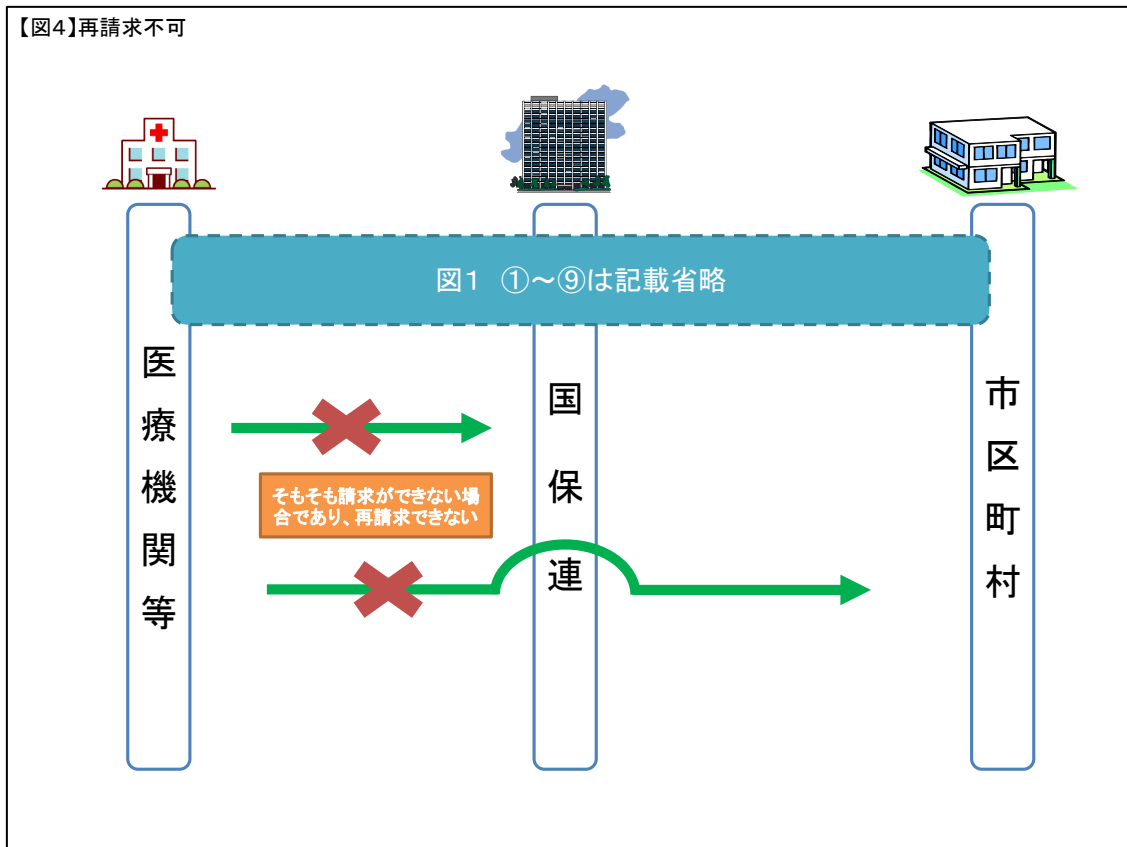 【図4】再請求不可
図1 ①～⑨は記載省略
医療機関等
国保連
市区町村
そもそも請求ができない場
合であり、再請求できない